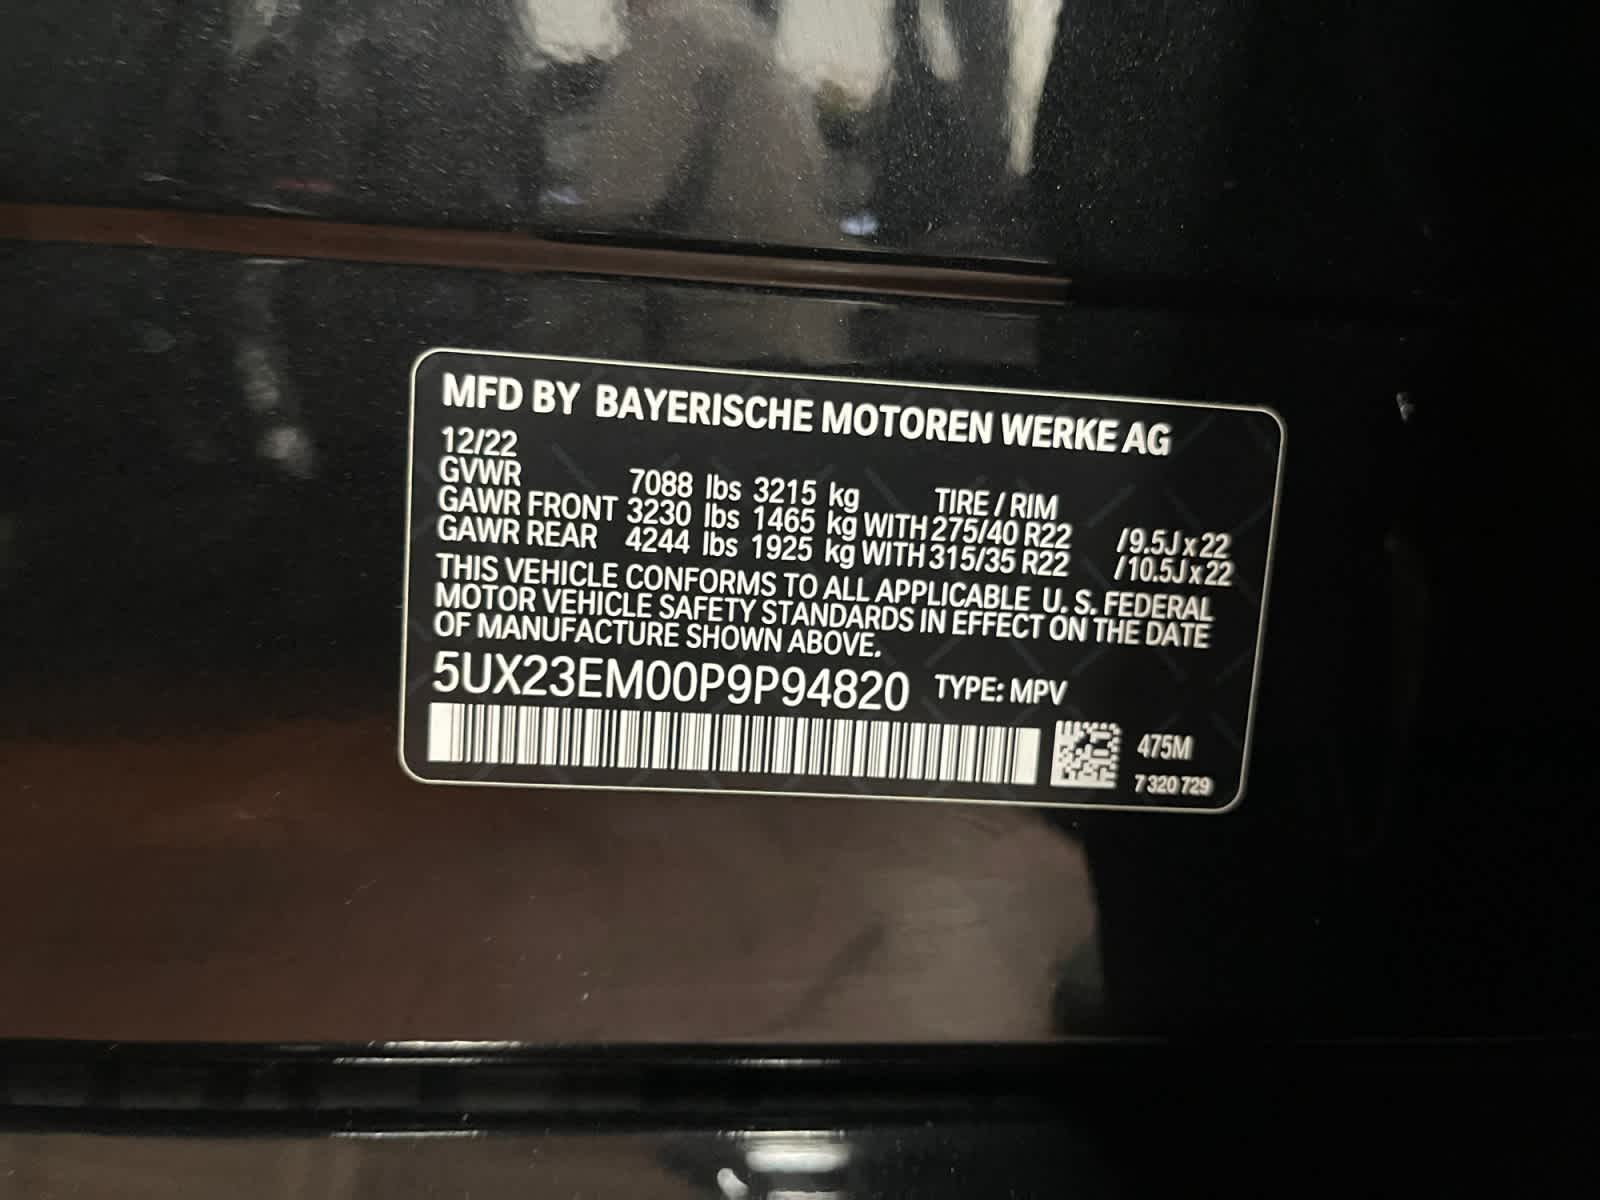 MFD BY BAYERISCHE MOTOREN WERKE AG
12/22
GVWR 7088 lbs 3215 kg TIRE / RIM
GAWR FRONT 3230 lbs 1465 kg WITH 275/40 R22 /9.5J x 22
GAWR REAR 4244 lbs 1925 kg WITH 315/35 R22 /10.5J x 22
THIS VEHICLE CONFORMS TO ALL APPLICABLE U. S. FEDERAL
MOTOR VEHICLE SAFETY STANDARDS IN EFFECT ON THE DATE
OF MANUFACTURE SHOWN ABOVE.
5UX23EM00P9P94820 TYPE: MPV
475M
7 320 729